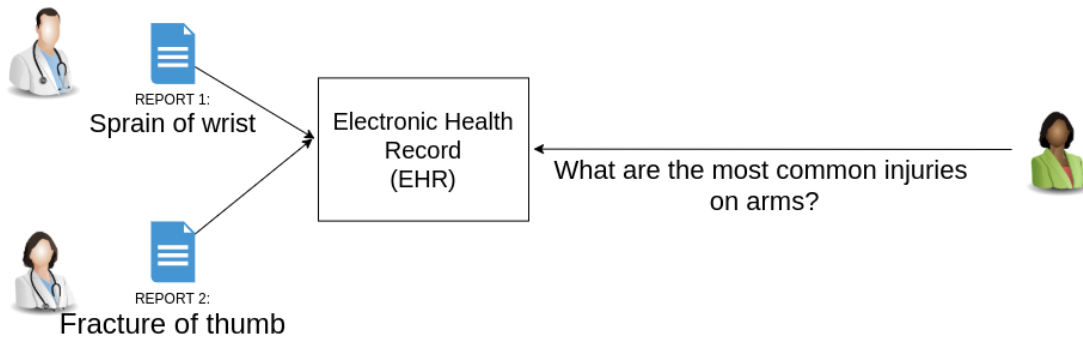 REPORT 1:
Sprain of wrist
Electronic Health
Record
(EHR)
What are the most common injuries
on arms?
REPORT 2:
Fracture of thumb